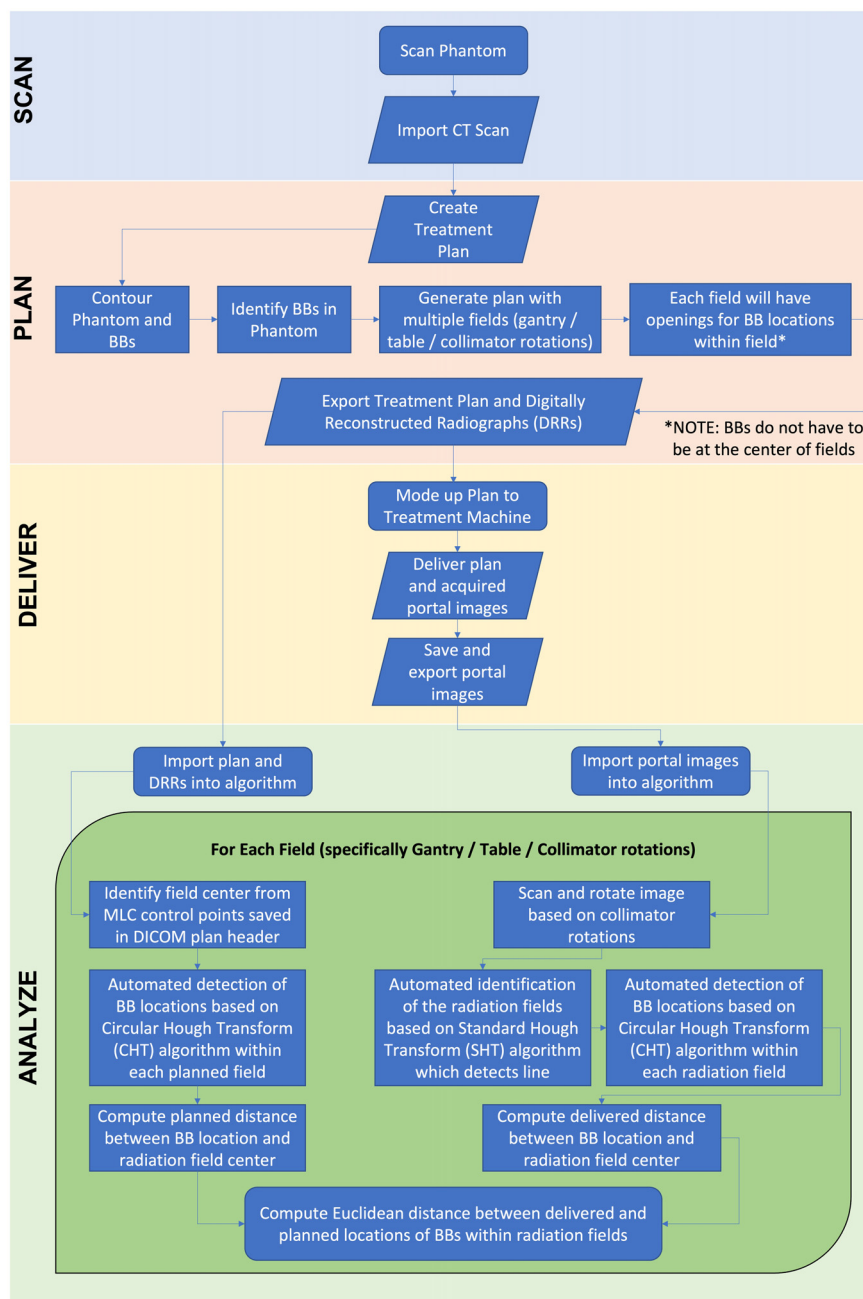 SCAN
Scan Phantom
Import CT Scan
PLAN
Create
Treatment
Plan
Contour
Phantom and
BBs
Identify BBs in
Phantom
Generate plan with
multiple fields (gantry /
table / collimator rotations)
Each field will have
openings for BB locations
within field*
Export Treatment Plan and Digitally
Reconstructed Radiographs (DRRs)
*NOTE: BBs do not have to
be at the center of fields
DELIVER
Mode up Plan to
Treatment Machine
Deliver plan
and acquired
portal images
Save and
export portal
images
ANALYZE
Import plan and
DRRs into algorithm
Import portal images
into algorithm
For Each Field (specifically Gantry / Table / Collimator rotations)
Identify field center from
MLC control points saved
in DICOM plan header
Scan and rotate image
based on collimator
rotations
Automated detection of
BB locations based on
Circular Hough Transform
(CHT) algorithm within
each planned field
Automated identification
of the radiation fields
based on Standard Hough
Transform (SHT) algorithm
which detects line
Automated detection of
BB locations based on
Circular Hough Transform
(CHT) algorithm within
each radiation field
Compute planned distance
between BB location and
radiation field center
Compute delivered distance
between BB location and
radiation field center
Compute Euclidean distance between delivered and
planned locations of BBs within radiation fields